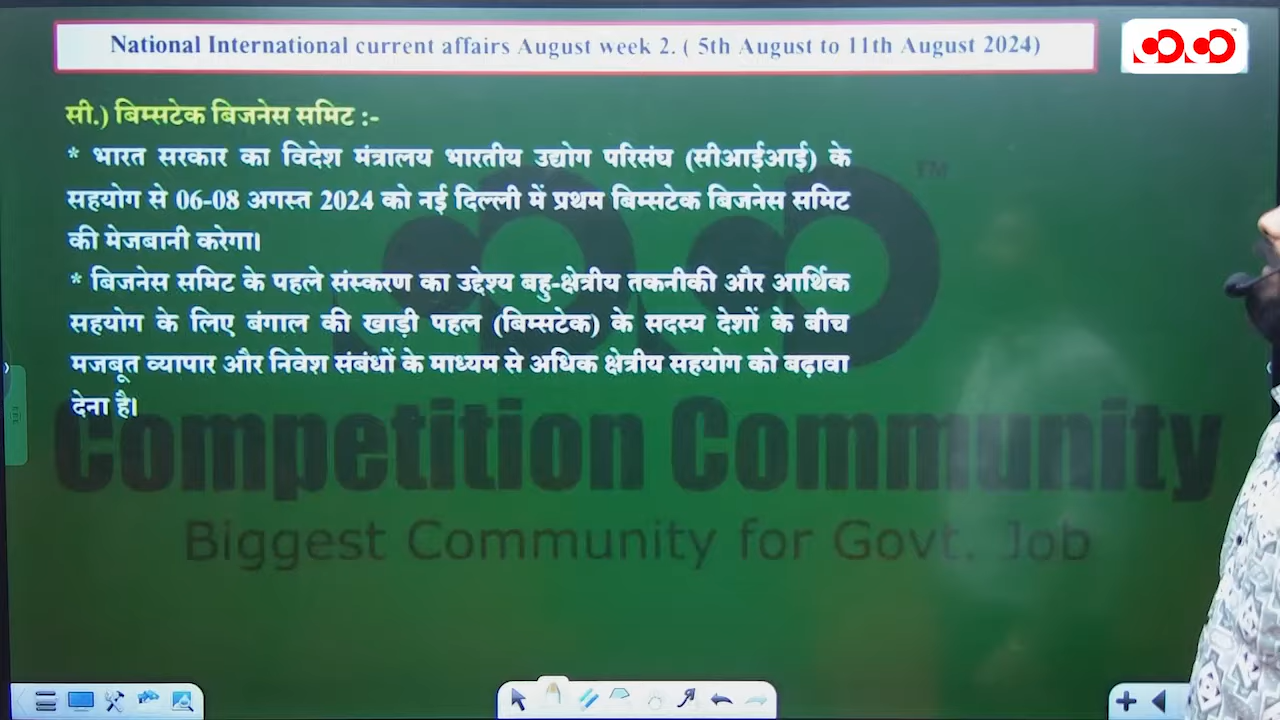 National International current affairs August week 2. ( 5th August to 11th August 2024)
सी.) बिम्सटेक बिजनेस समिट :-
* भारत सरकार का विदेश मंत्रालय भारतीय उद्योग परिसंघ (सीआईआई) के
सहयोग से 06-08 अगस्त 2024 को नई दिल्ली में प्रथम बिम्सटेक बिजनेस समिट
की मेजबानी करेगा।
* बिजनेस समिट के पहले संस्करण का उद्देश्य बहु-क्षेत्रीय तकनीकी और आर्थिक
सहयोग के लिए बंगाल की खाड़ी पहल (बिम्सटेक) के सदस्य देशों के बीच
मजबूत व्यापार और निवेश संबंधों के माध्यम से अधिक क्षेत्रीय सहयोग को बढ़ावा
देना है।
TM
Competition Community
Biggest Community for Govt. Job